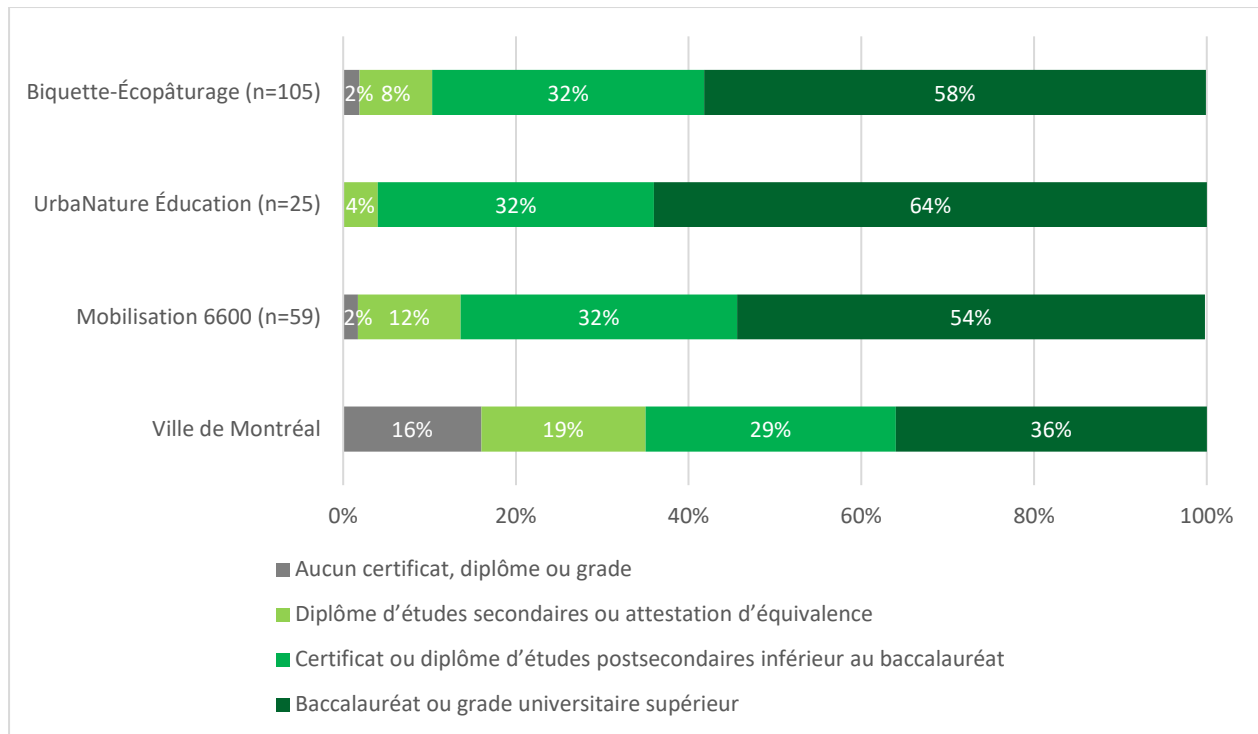 Biquette-Écopâturage (n=105) 2% 8% 32% 58%
UrbaNature Éducation (n=25) 4% 32% 64%
Mobilisation 6600 (n=59) 2% 12% 32% 54%
Ville de Montréal 16% 19% 29% 36%
0% 20% 40% 60% 80% 100%
Aucun certificat, diplôme ou grade
Diplôme d’études secondaires ou attestation d’équivalence
Certificat ou diplôme d’études postsecondaires inférieur au baccalauréat
Baccalauréat ou grade universitaire supérieur